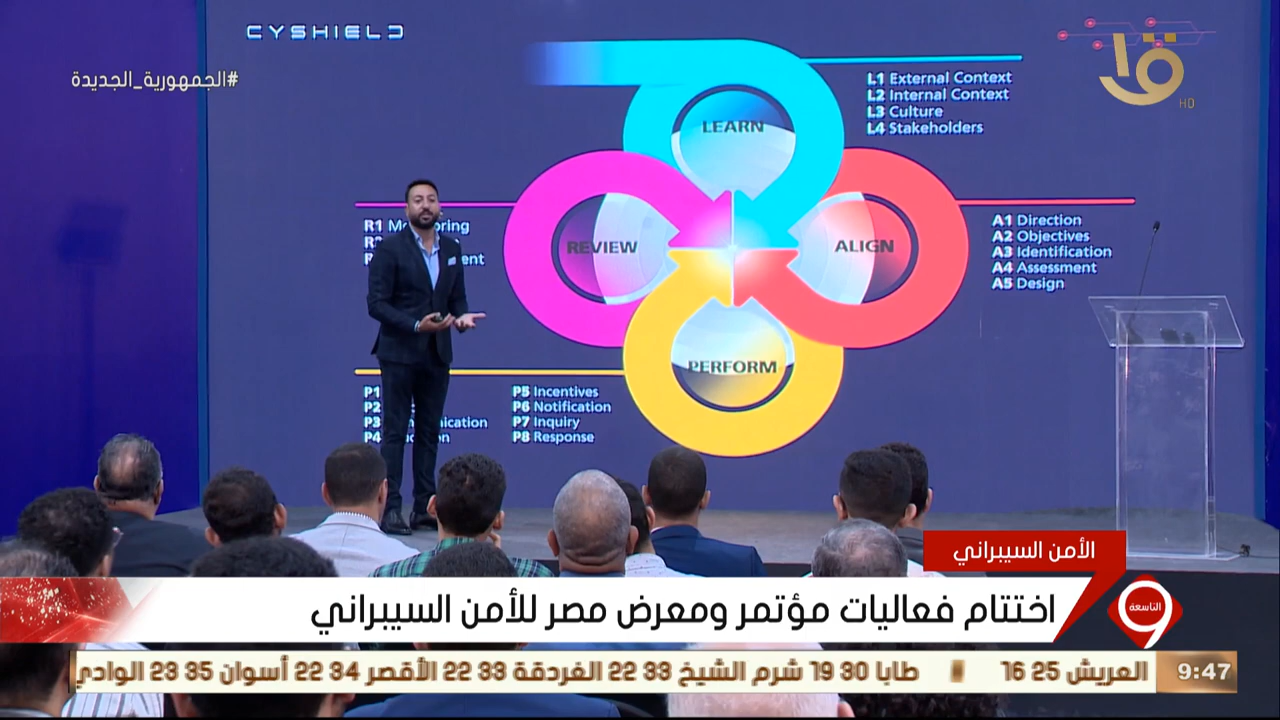 CYSHIELD
#الجمهورية_الجديدة
HD
LEARN
L1 External Context
L2 Internal Context
L3 Culture
L4 Stakeholders
REVIEW
R1
ALIGN
A1 Direction
A2 Objectives
A3 Identification
A4 Assessment
A5 Design
PERFORM
P1
P2
P3
P4
P5 Incentives
P6 Notification
P7 Inquiry
P8 Response
الأمن السيبراني
التاسعة
9
اختتام فعاليات مؤتمر ومعرض مصر للأمن السيبراني
9:47
العريش 25 16 طابا 30 19 شرم الشيخ 33 22 الغردقة 33 22 الأقصر 34 22 أسوان 35 23 الوادي